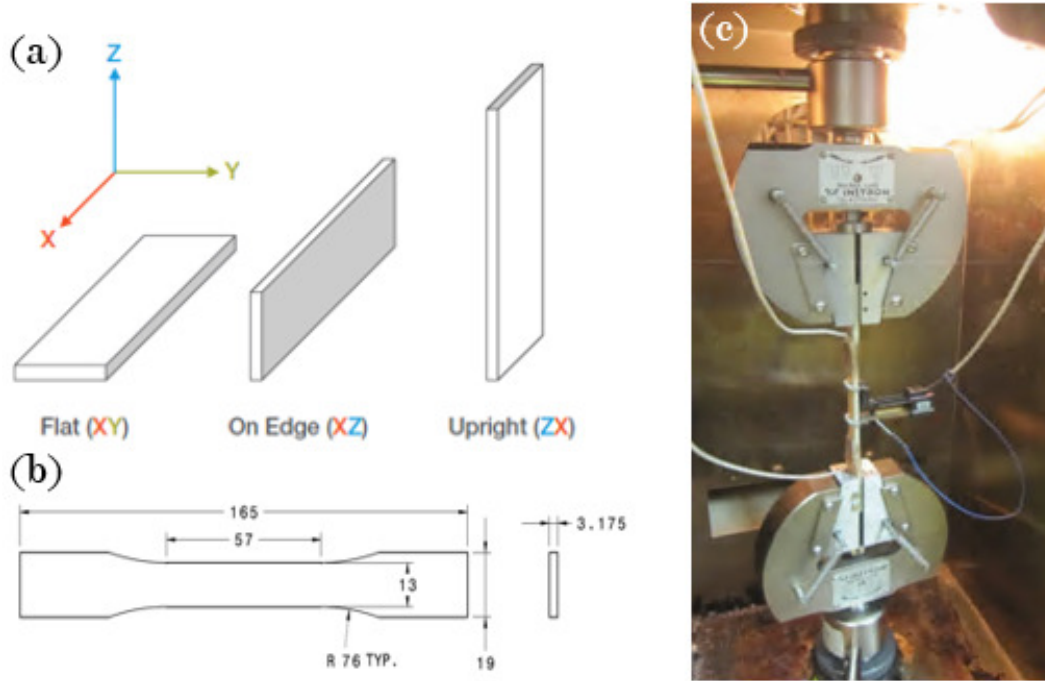 (a)
Z
Y
X
Flat (XY)
On Edge (XZ)
Upright (ZX)
(b)
165
57
13
R 76 TYP.
19
3.175
(c)
INSTRON